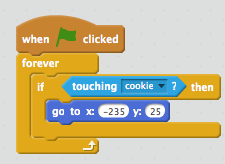 when clicked
forever
if touching cookie ? then
go to x: -235 y: 25